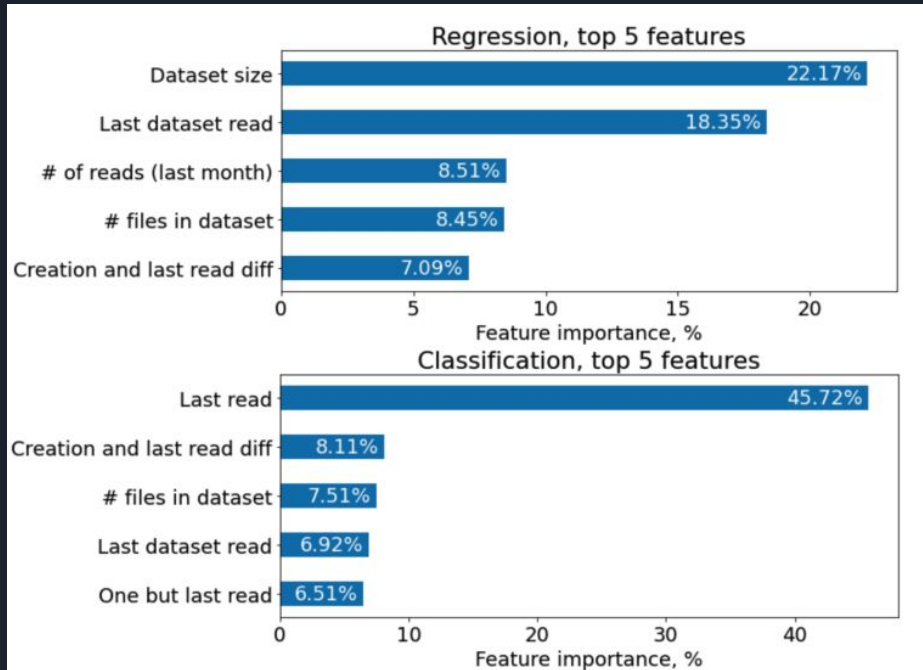 Regression, top 5 features
Dataset size 22.17%
Last dataset read 18.35%
# of reads (last month) 8.51%
# files in dataset 8.45%
Creation and last read diff 7.09%
0 5 10 15 20
Feature importance, %
Classification, top 5 features
Last read 45.72%
Creation and last read diff 8.11%
# files in dataset 7.51%
Last dataset read 6.92%
One but last read 6.51%
0 10 20 30 40
Feature importance, %